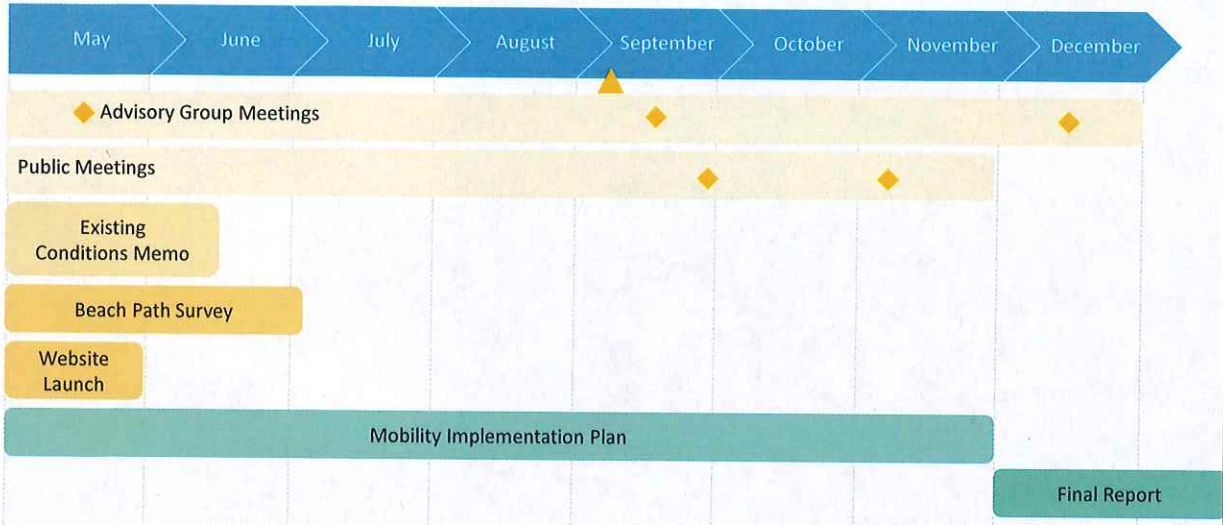 May June July August September October November December
Advisory Group Meetings
Public Meetings
Existing
Conditions Memo
Beach Path Survey
Website
Launch
Mobility Implementation Plan
Final Report